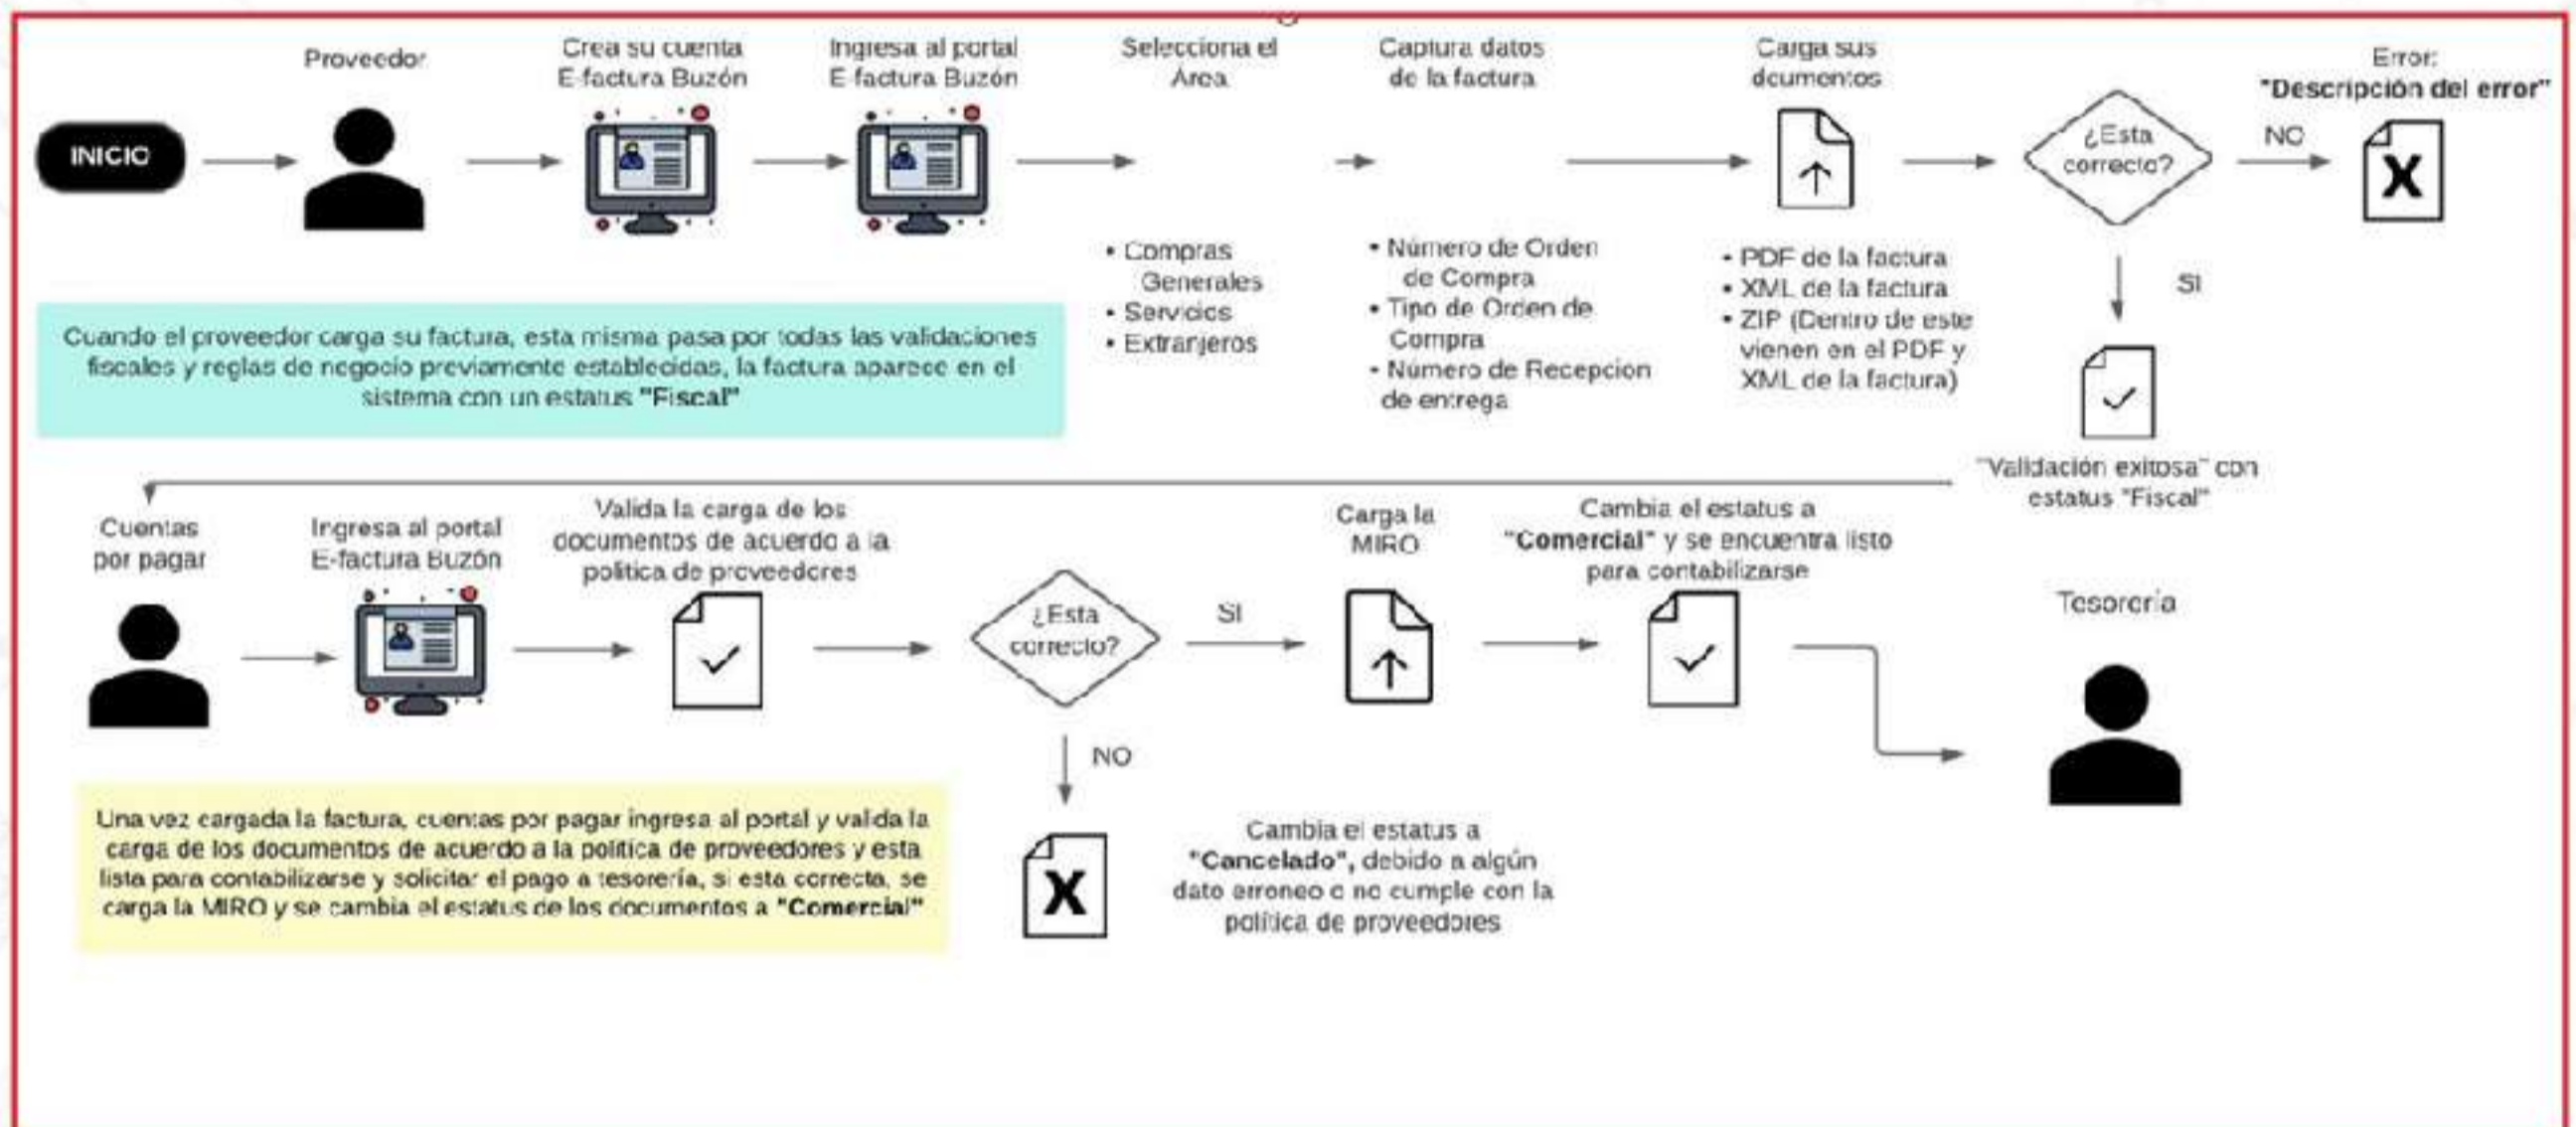 INICIO
Proveedor
Crea su cuenta
E-factura Buzón
Ingresa al portal
E-factura Buzón
Selecciona el
Área
• Compras
Generales
• Servicios
• Extranjeros
Captura datos
de la factura
• Número de Orden
de Compra
• Tipo de Orden de
Compra
• Número de Recepcion
de entrega
Carga sus
dcumentos
• PDF de la factura
• XML de la factura
• ZIP (Dentro de este
vienen en el PDF y
XML de la factura)
¿Esta
correcto?
NO
Error:
"Descripción del error"
SI
"Validación exitosa" con
estatus "Fiscal"
Cuando el proveedor carga su factura, esta misma pasa por todas las validaciones
fiscales y reglas de negocio previamente establecidas, la factura aparece en el
sistema con un estatus "Fiscal"
Cuentas
por pagar
Ingresa al portal
E-factura Buzón
Valida la carga de los
documentos de acuerdo a la
política de proveedores
¿Esta
correcto?
SI
Carga la
MIRO
Cambia el estatus a
"Comercial" y se encuentra listo
para contabilizarse
Tesorería
NO
Cambia el estatus a
"Cancelado", debido a algún
dato erroneo o no cumple con la
política de proveedores
Una vez cargada la factura, cuentas por pagar ingresa al portal y valida la
carga de los documentos de acuerdo a la política de proveedores y esta
lista para contabilizarse y solicitar el pago a tesorería, si esta correcta, se
carga la MIRO y se cambia el estatus de los documentos a "Comercial"